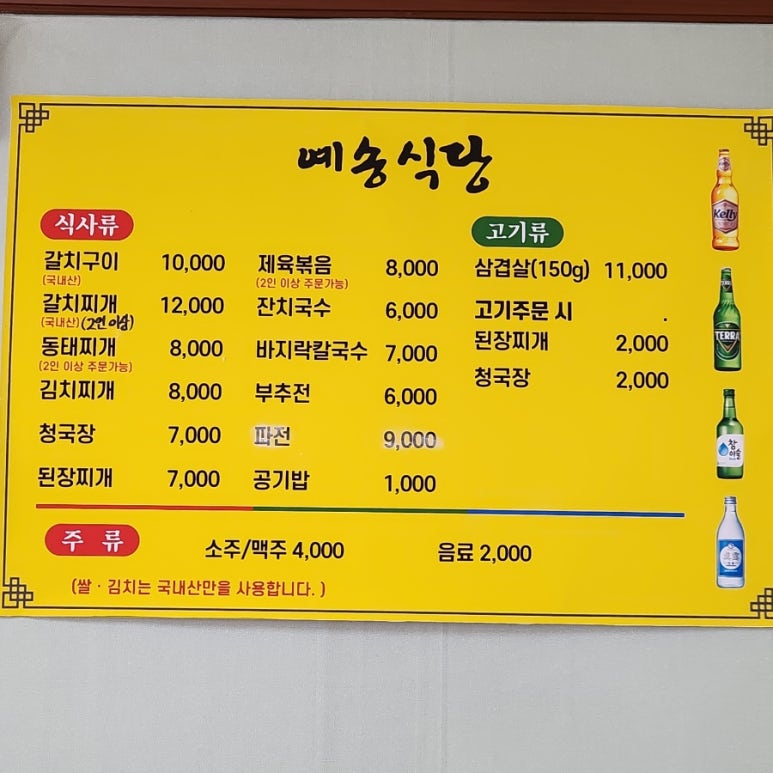 예송식당
식사류
갈치구이 10,000
(국내산)
갈치찌개 12,000
(국내산) (2인 이상)
동태찌개 8,000
(2인 이상 주문가능)
김치찌개 8,000
청국장 7,000
된장찌개 7,000
제육볶음 8,000
(2인 이상 주문가능)
잔치국수 6,000
바지락칼국수 7,000
부추전 6,000
파전 9,000
공기밥 1,000
고기류
삼겹살(150g) 11,000
고기주문 시
된장찌개 2,000
청국장 2,000
주 류
소주/맥주 4,000 음료 2,000
(쌀 · 김치는 국내산만을 사용합니다. )
Kelly
TERRA
참
이슬